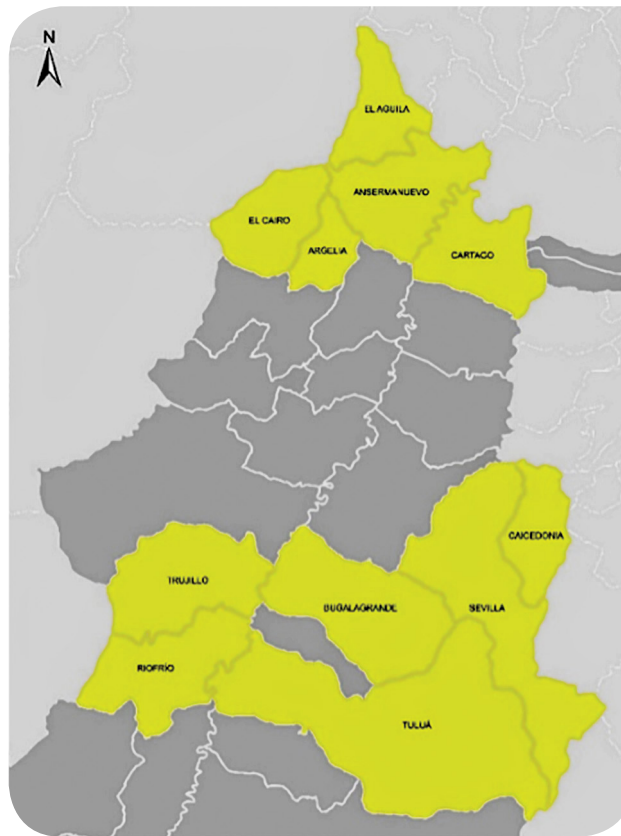 N
EL AGUILA
ANSERMANUEVO
EL CAIRO
ARGELIA
CARTAGO
CAICEDONIA
TRUJILLO
BUGALAGRANDE
SEVILLA
RIOFRÍO
TULUÁ